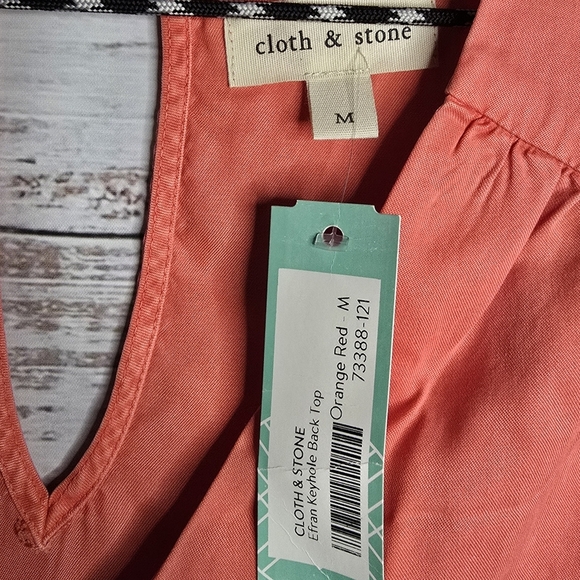 cloth & stone
M
CLOTH & STONE
Efran Keyhole Back Top
Orange Red - M
73388-121